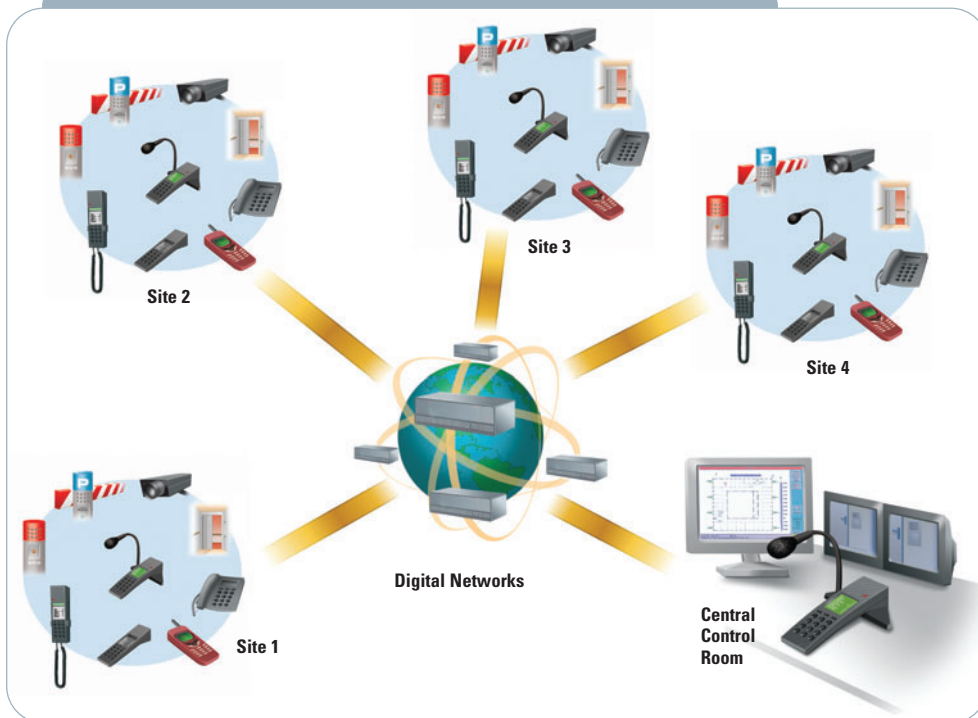 P
P
P
Site 3
Site 2
Site 4
P
Digital Networks
Central
Control
Room
Site 1